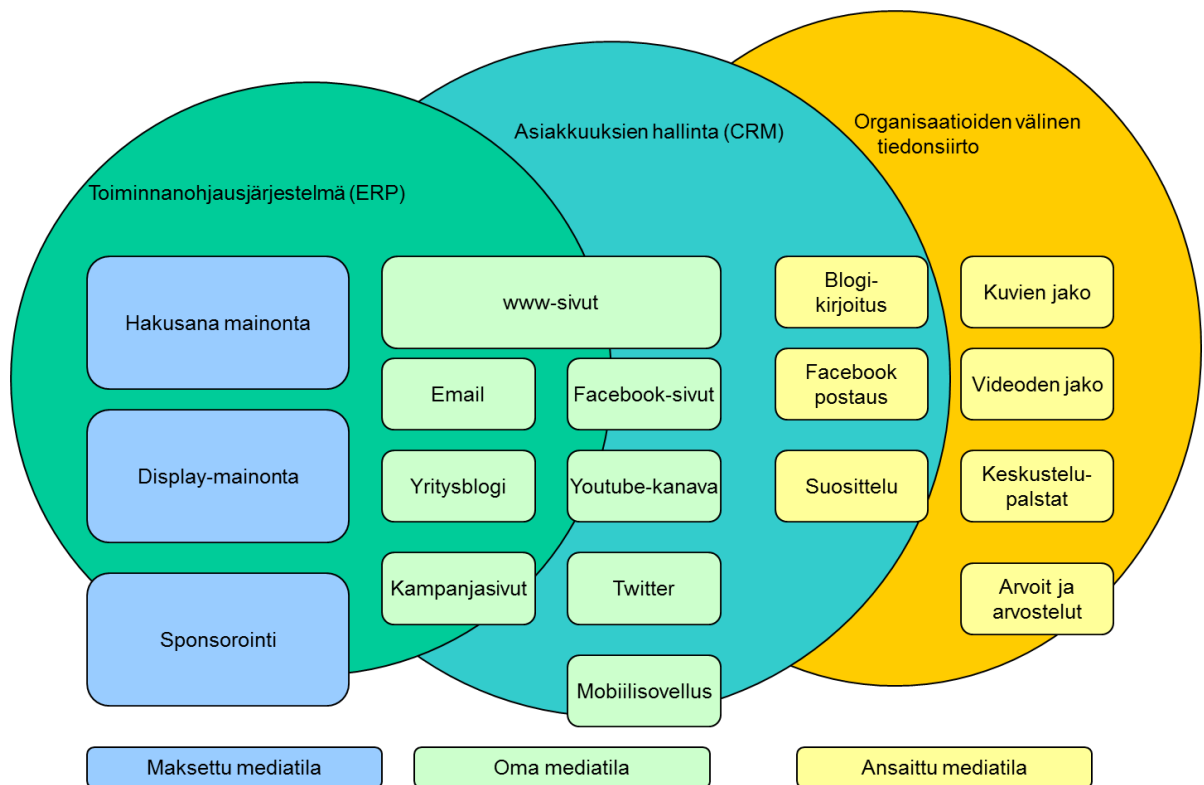 Asiakkuuksien hallinta (CRM)
Organisaatioiden välinen
tiedonsiirto
Toiminnanohjausjärjestelmä (ERP)
Hakusana mainonta
Display-mainonta
Sponsorointi
www-sivut
Email
Facebook-sivut
Yritysblogi
Youtube-kanava
Kampanjasivut
Twitter
Mobiilisovellus
Blogi-
kirjoitus
Facebook
postaus
Suosittelu
Kuvien jako
Videoden jako
Keskustelu-
palstat
Arvoit ja
arvostelut
Maksettu mediatila
Oma mediatila
Ansaittu mediatila